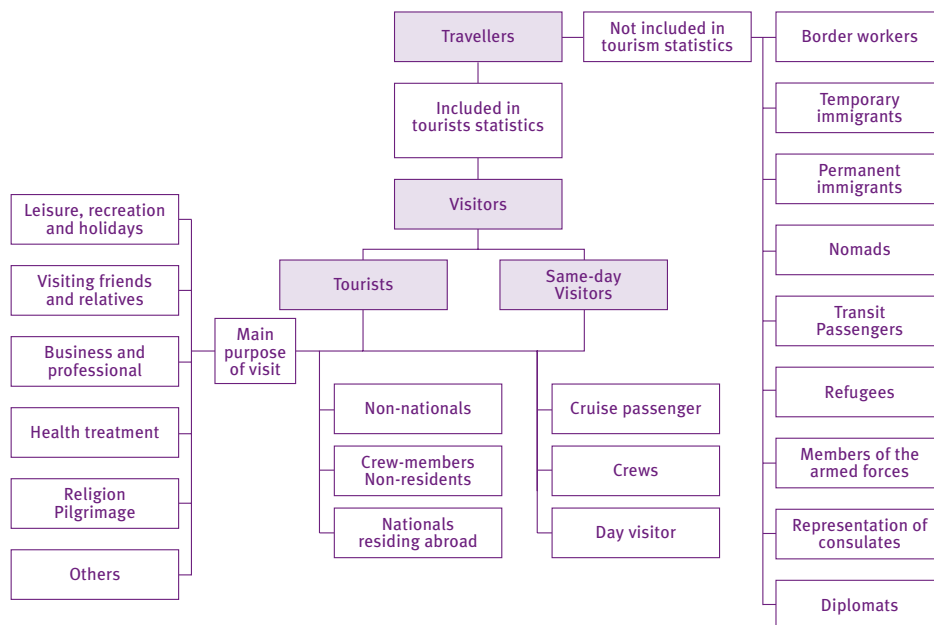 Travellers
Not included in
tourism statistics
Border workers
Included in
tourists statistics
Temporary
immigrants
Permanent
immigrants
Visitors
Leisure, recreation
and holidays
Nomads
Tourists
Same-day
Visitors
Visiting friends
and relatives
Transit
Passengers
Main
purpose
of visit
Business and
professional
Refugees
Non-nationals
Cruise passenger
Health treatment
Crew-members
Non-residents
Crews
Members of the
armed forces
Religion
Pilgrimage
Nationals
residing abroad
Day visitor
Representation of
consulates
Others
Diplomats